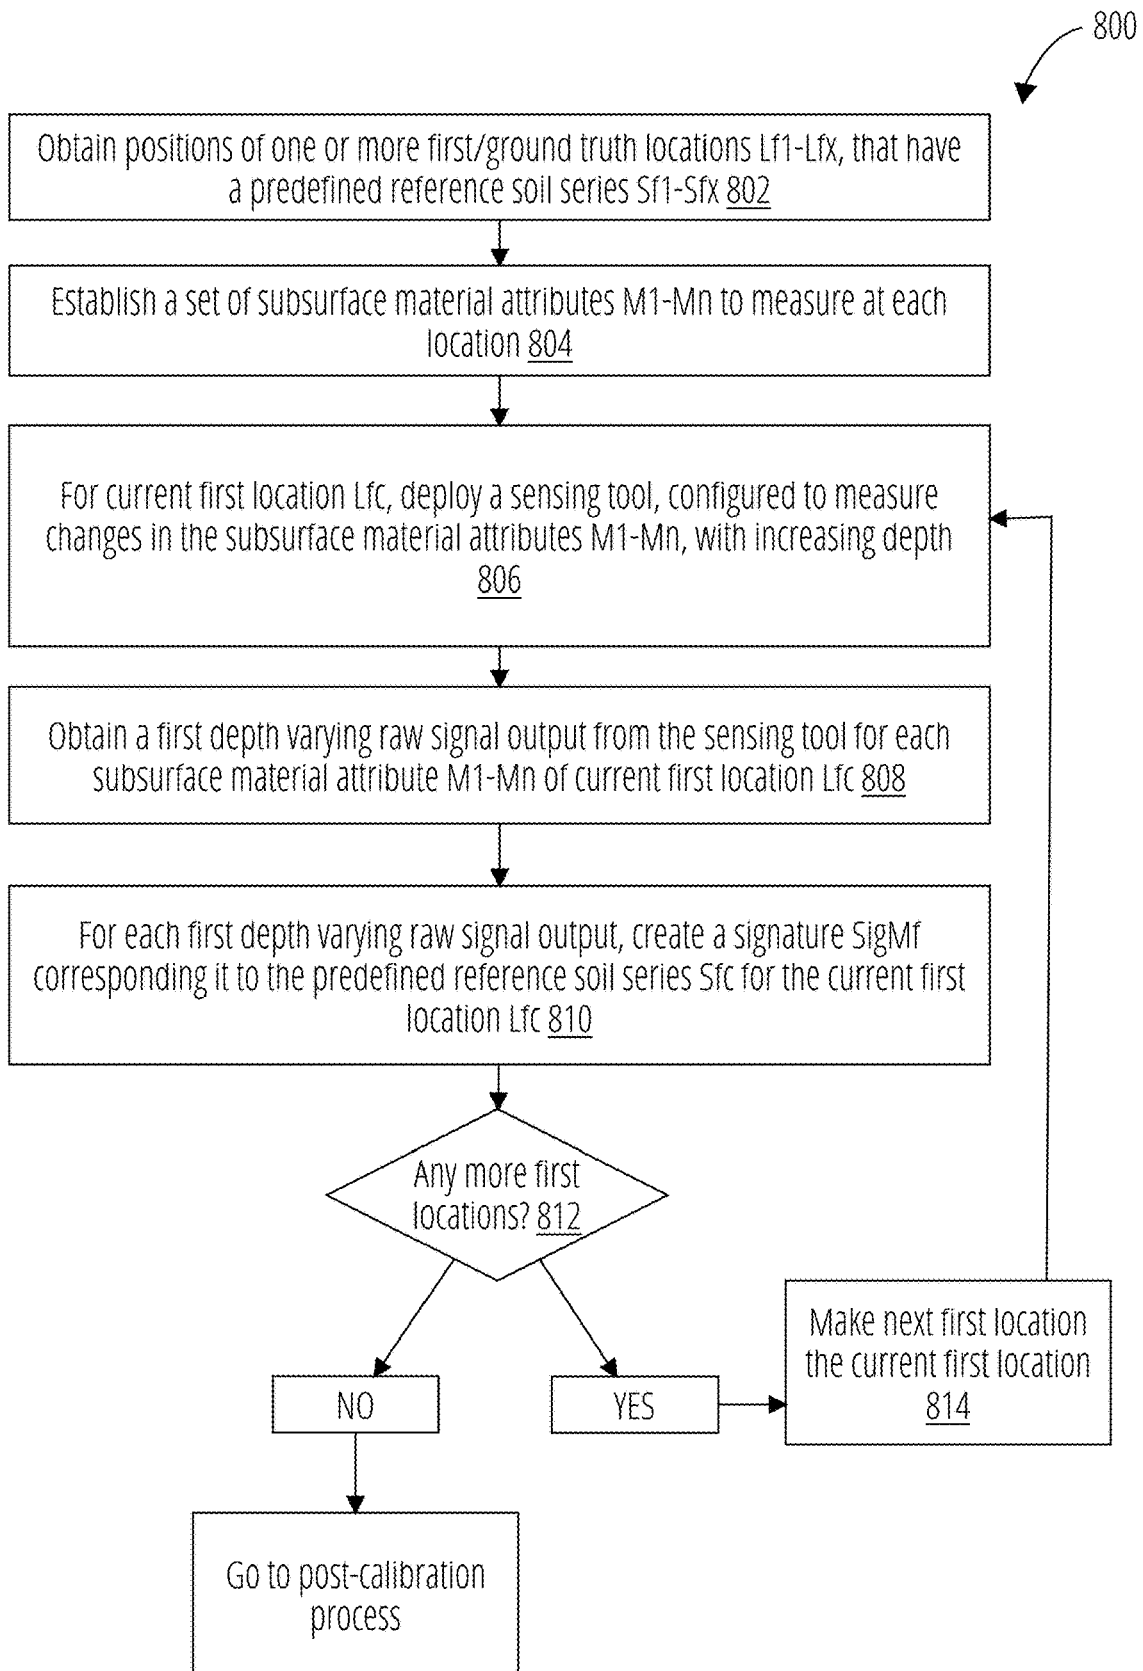 800
Obtain positions of one or more first/ground truth locations Lf1-Lfx, that have
a predefined reference soil series Sf1-Sfx 802
Establish a set of subsurface material attributes M1-Mn to measure at each
location 804
For current first location Lfc, deploy a sensing tool, configured to measure
changes in the subsurface material attributes M1-Mn, with increasing depth
806
Obtain a first depth varying raw signal output from the sensing tool for each
subsurface material attribute M1-Mn of current first location Lfc 808
For each first depth varying raw signal output, create a signature SigMf
corresponding it to the predefined reference soil series Sfc for the current first
location Lfc 810
Any more first
locations? 812
NO
YES
Make next first location
the current first location
814
Go to post-calibration
process